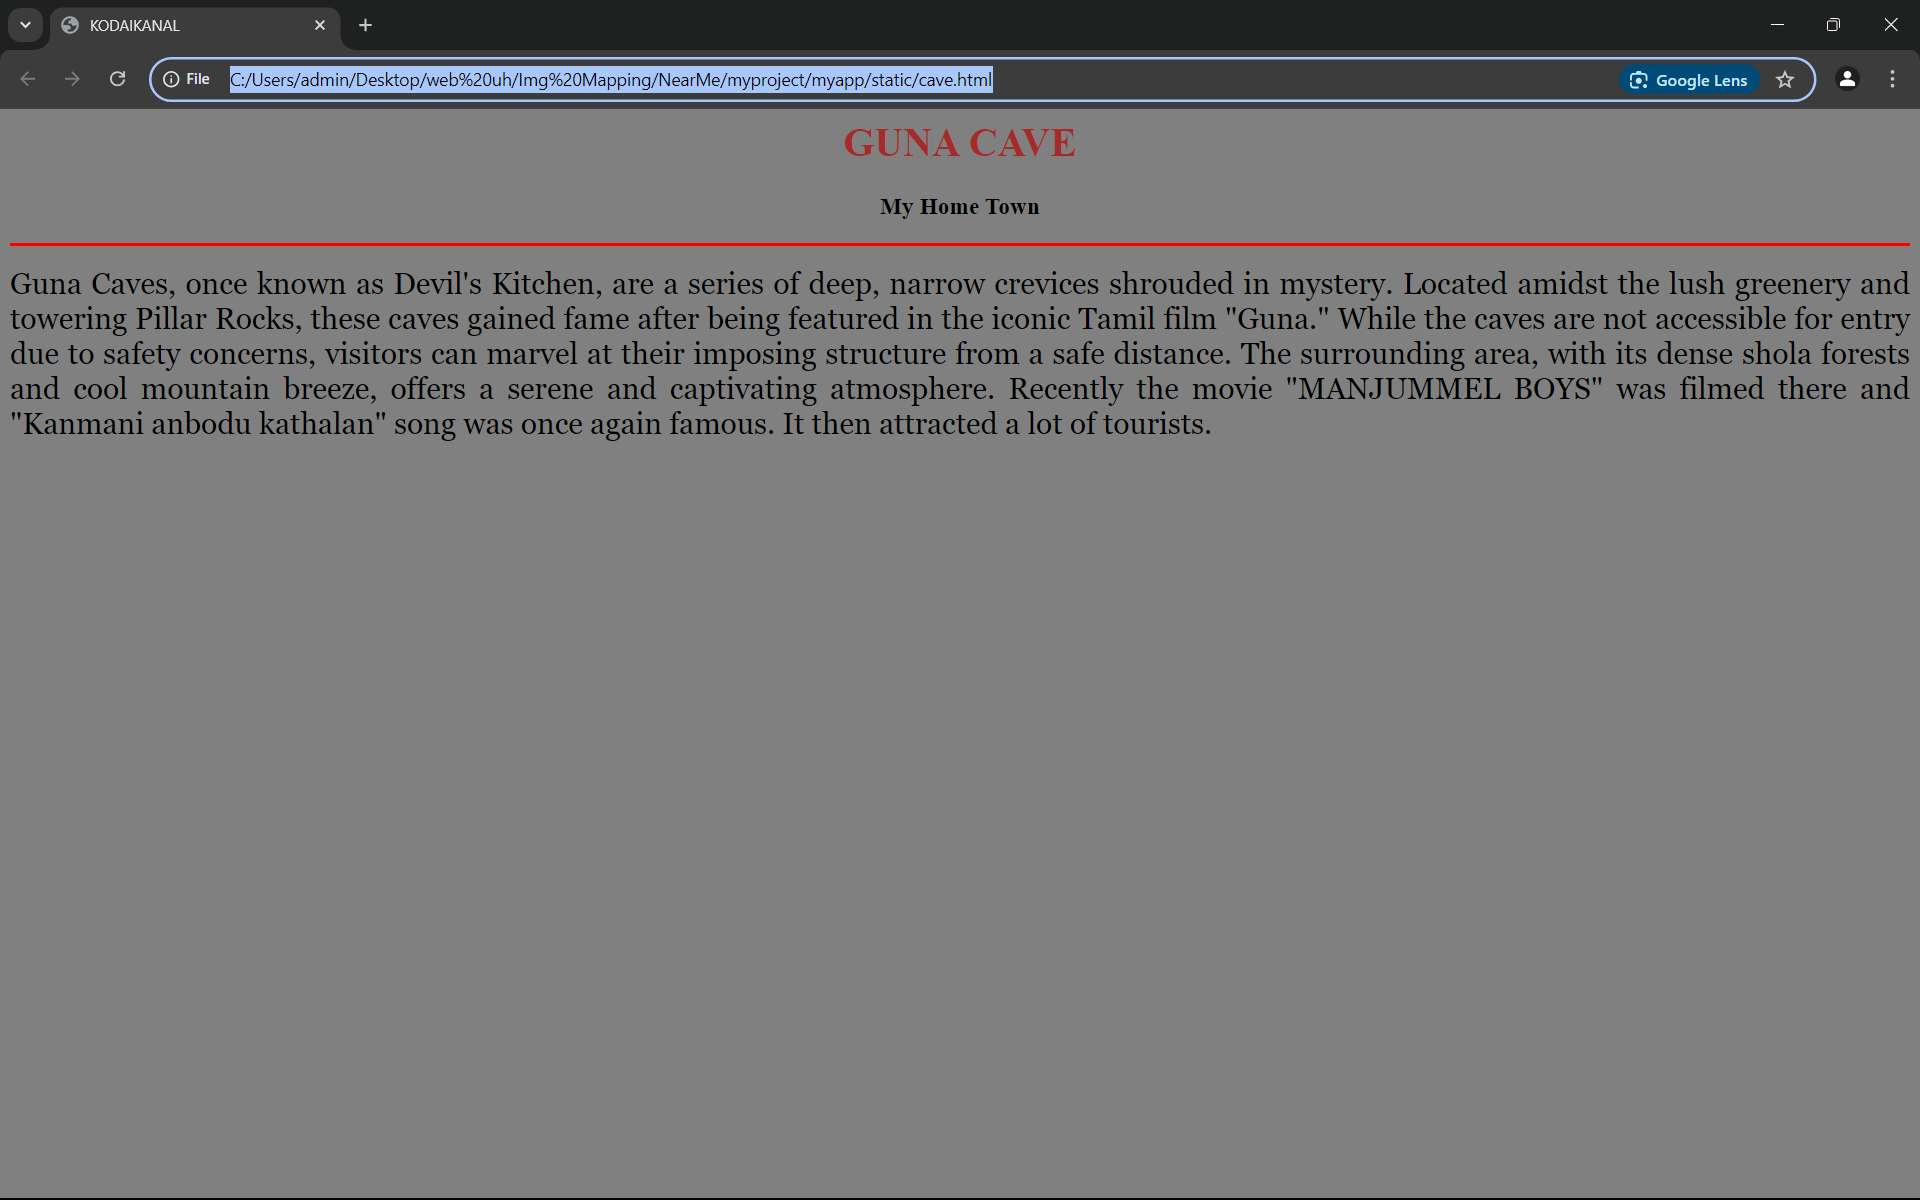 KODAIKANAL
File
C:/Users/admin/Desktop/web%20uh/Img%20Mapping/NearMe/myproject/myapp/static/cave.html
Google Lens
GUNA CAVE
My Home Town
Guna Caves, once known as Devil's Kitchen, are a series of deep, narrow crevices shrouded in mystery. Located amidst the lush greenery and
towering Pillar Rocks, these caves gained fame after being featured in the iconic Tamil film "Guna." While the caves are not accessible for entry
due to safety concerns, visitors can marvel at their imposing structure from a safe distance. The surrounding area, with its dense shola forests
and cool mountain breeze, offers a serene and captivating atmosphere. Recently the movie "MANJUMMEL BOYS" was filmed there and
"Kanmani anbodu kathalan" song was once again famous. It then attracted a lot of tourists.